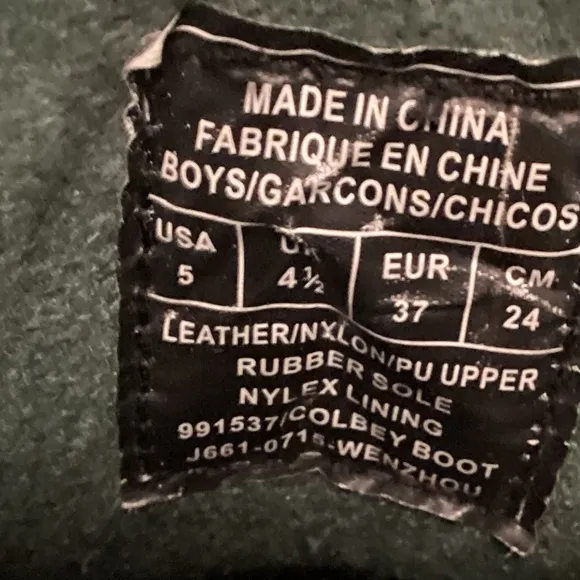 MADE IN CHINA
FABRIQUE EN CHINE
BOYS/GARCONS/CHICOS
USA UK EUR CM
5 4½ 37 24
LEATHER/NYLON/PU UPPER
RUBBER SOLE
NYLEX LINING
991537/COLBEY BOOT
J661-0715-WENZHOU